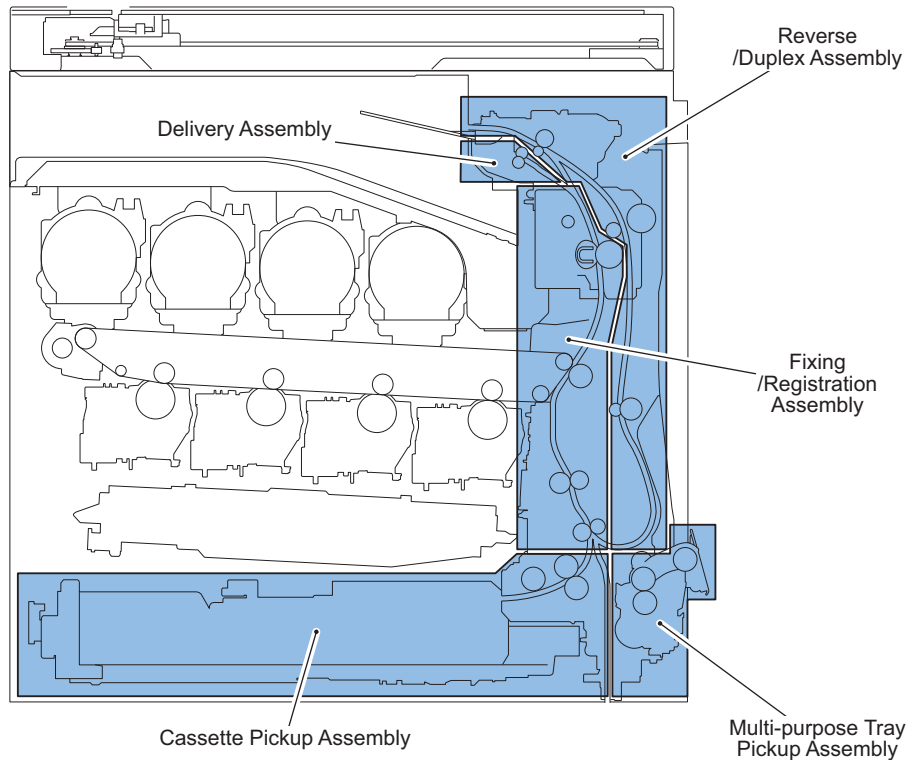 Reverse
/Duplex Assembly
Delivery Assembly
Fixing
/Registration
Assembly
Cassette Pickup Assembly
Multi-purpose Tray
Pickup Assembly